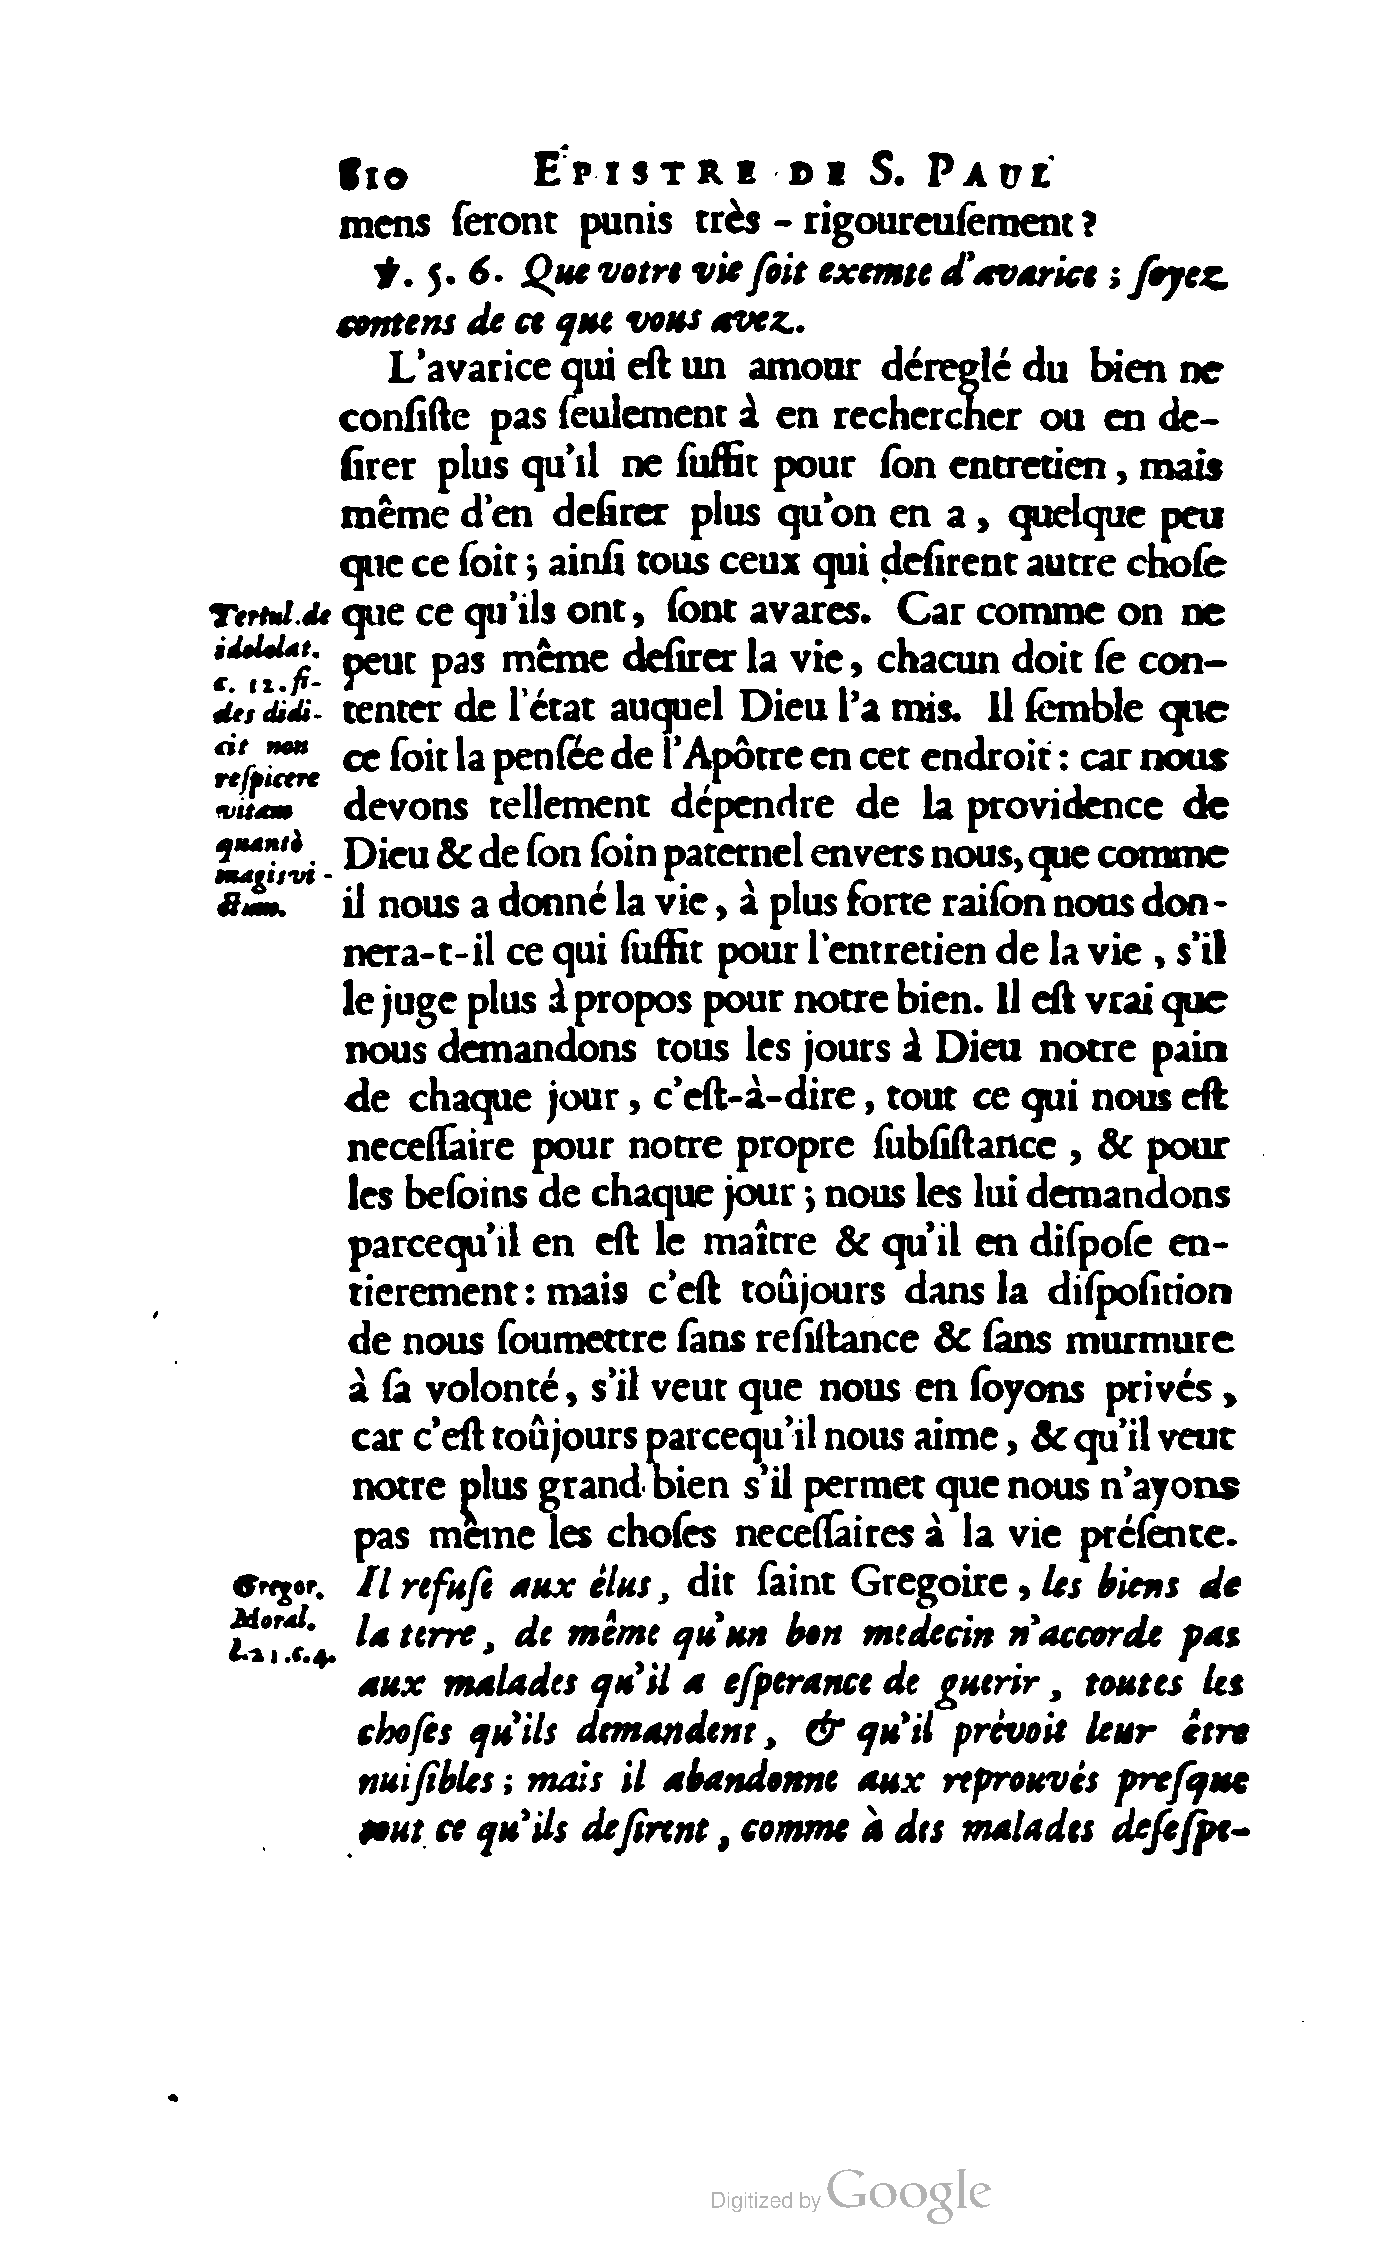 810 EPISTRE DE S. PAUL
mens ſeront punis très - rigoureuſement ?
℣. 5. 6. Que votre vie ſoit exemte d'avarice ; ſoyez
contens de ce que vous avez.
L'avarice qui eſt un amour déreglé du bien ne
conſiſte pas ſeulement à en rechercher ou en de-
ſirer plus qu'il ne ſuffit pour ſon entretien, mais
même d'en deſirer plus qu'on en a, quelque peu
que ce ſoit ; ainſi tous ceux qui deſirent autre choſe
que ce qu'ils ont, ſont avares. Car comme on ne
peut pas même deſirer la vie, chacun doit ſe con-
tenter de l'état auquel Dieu l'a mis. Il ſemble que
ce ſoit la penſée de l'Apôtre en cet endroit : car nous
devons tellement dépendre de la providence de
Dieu & de ſon ſoin paternel envers nous, que comme
il nous a donné la vie, à plus forte raiſon nous don-
nera-t-il ce qui ſuffit pour l'entretien de la vie, s'il
le juge plus à propos pour notre bien. Il eſt vrai que
nous demandons tous les jours à Dieu notre pain
de chaque jour, c'eſt-à-dire, tout ce qui nous eſt
neceſſaire pour notre propre ſubſiſtance, & pour
les beſoins de chaque jour ; nous les lui demandons
parcequ'il en eſt le maître & qu'il en diſpoſe en-
tierement : mais c'eſt toûjours dans la diſpoſition
de nous ſoumettre ſans reſiſtance & ſans murmure
à ſa volonté, s'il veut que nous en ſoyons privés,
car c'eſt toûjours parcequ'il nous aime, & qu'il veut
notre plus grand bien s'il permet que nous n'ayons
pas même les choſes neceſſaires à la vie préſente.
Il refuſe aux élus, dit ſaint Gregoire, les biens de
la terre, de même qu'un bon medecin n'accorde pas
aux malades qu'il a eſperance de guerir, toutes les
choſes qu'ils demandent, & qu'il prévoit leur être
nuiſibles ; mais il abandonne aux reprouvés preſque
tout ce qu'ils deſirent, comme à des malades deſeſpe-
Tertul. de
idololat.
c. 12. fi-
des didi-
cit non
reſpicere
vitam
quantò
magis vi-
ctum.
Gregor.
Moral.
l. 21. c. 4.
Digitized by Google